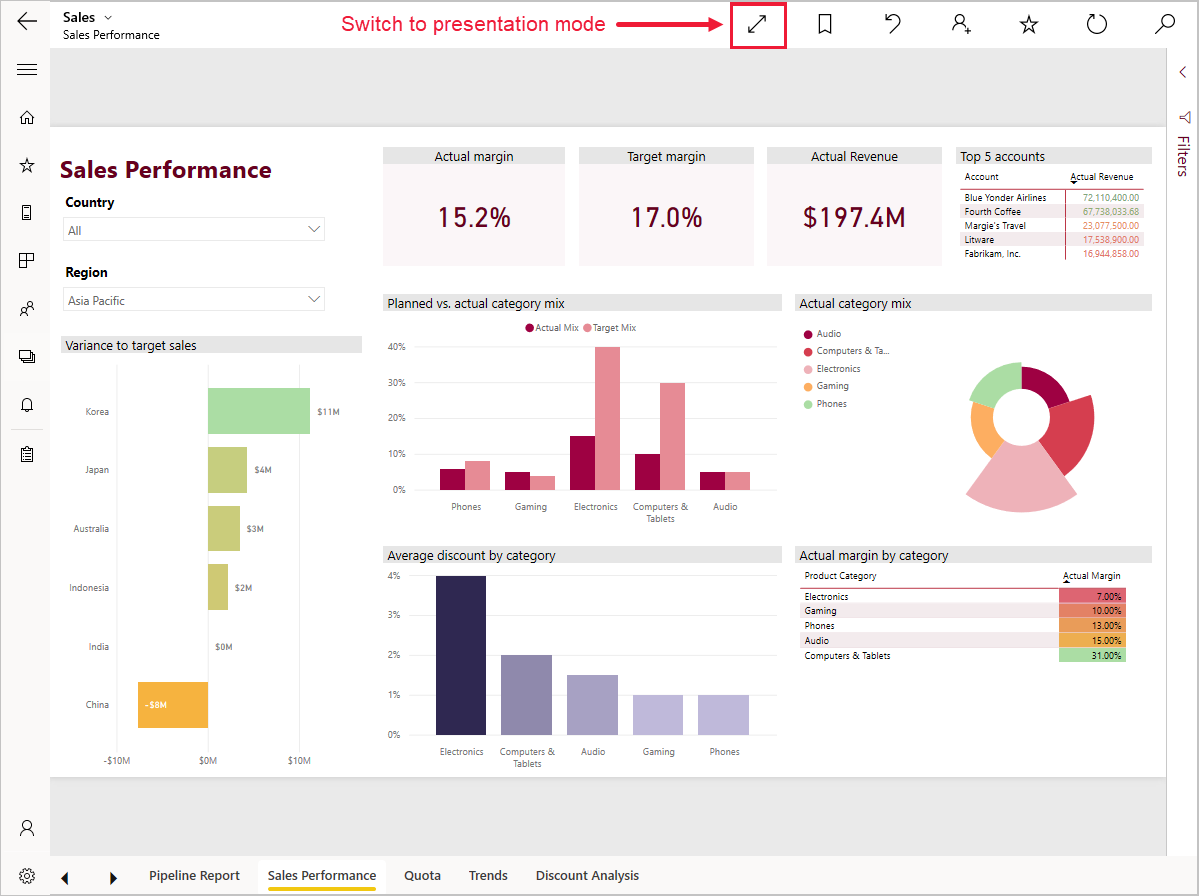 Sales
Sales Performance
Switch to presentation mode
Filters
Sales Performance
Country
All
Region
Asia Pacific
Variance to target sales
Korea
$11M
Japan
$4M
Australia
$3M
Indonesia
$2M
India
$0M
China
-$8M
-$10M $0M $10M
Actual margin
15.2%
Target margin
17.0%
Actual Revenue
$197.4M
Top 5 accounts
Account Actual Revenue
Blue Yonder Airlines 72,110,400.00
Fourth Coffee 67,738,033.68
Margie's Travel 23,077,500.00
Litware 17,538,900.00
Fabrikam, Inc. 16,944,858.00
Planned vs. actual category mix
Actual Mix Target Mix
40%
30%
20%
10%
0%
Phones Gaming Electronics Computers & Tablets Audio
Actual category mix
Audio
Computers & Ta...
Electronics
Gaming
Phones
Average discount by category
4%
3%
2%
1%
0%
Electronics Computers & Tablets Audio Gaming Phones
Actual margin by category
Product Category Actual Margin
Electronics 7.00%
Gaming 10.00%
Phones 13.00%
Audio 15.00%
Computers & Tablets 31.00%
Pipeline Report Sales Performance Quota Trends Discount Analysis